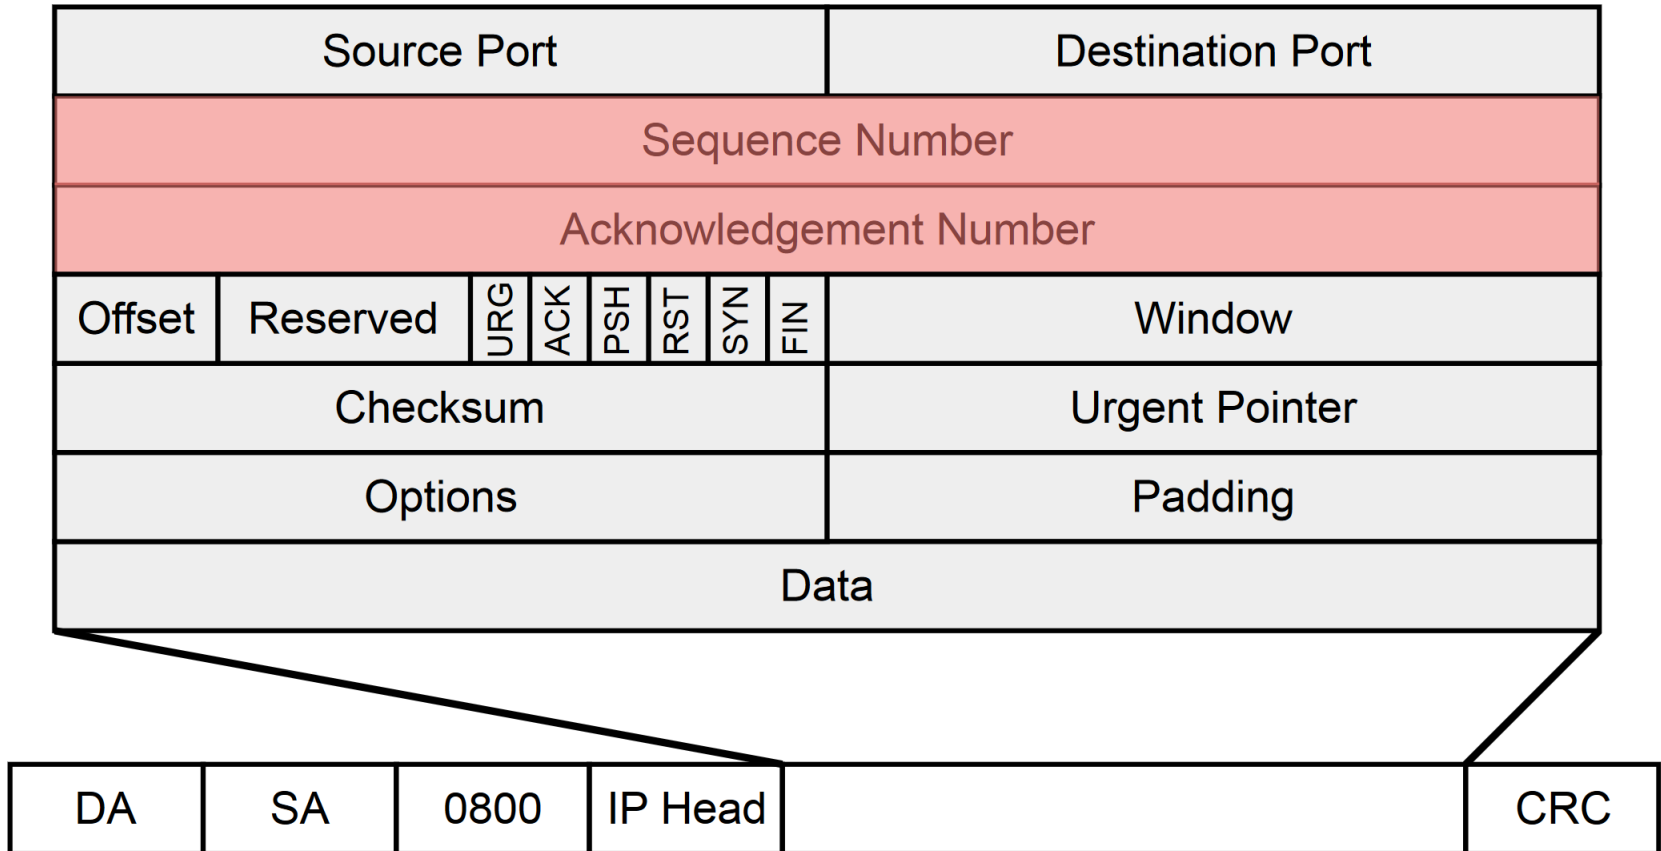 Source Port Destination Port
Sequence Number
Acknowledgement Number
Offset Reserved URG ACK PSH RST SYN FIN Window
Checksum Urgent Pointer
Options Padding
Data
DA SA 0800 IP Head CRC